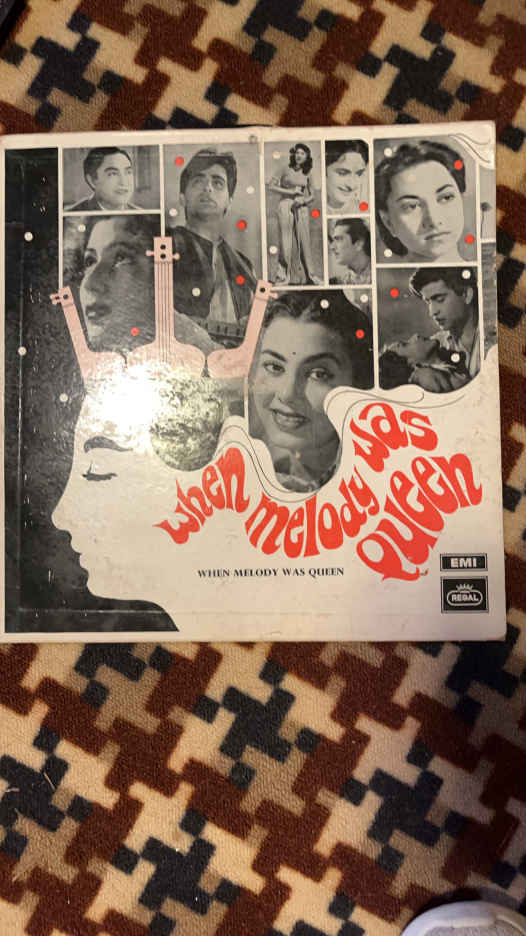 when
melody
was
Queen
WHEN MELODY WAS QUEEN
EMI
REGAL